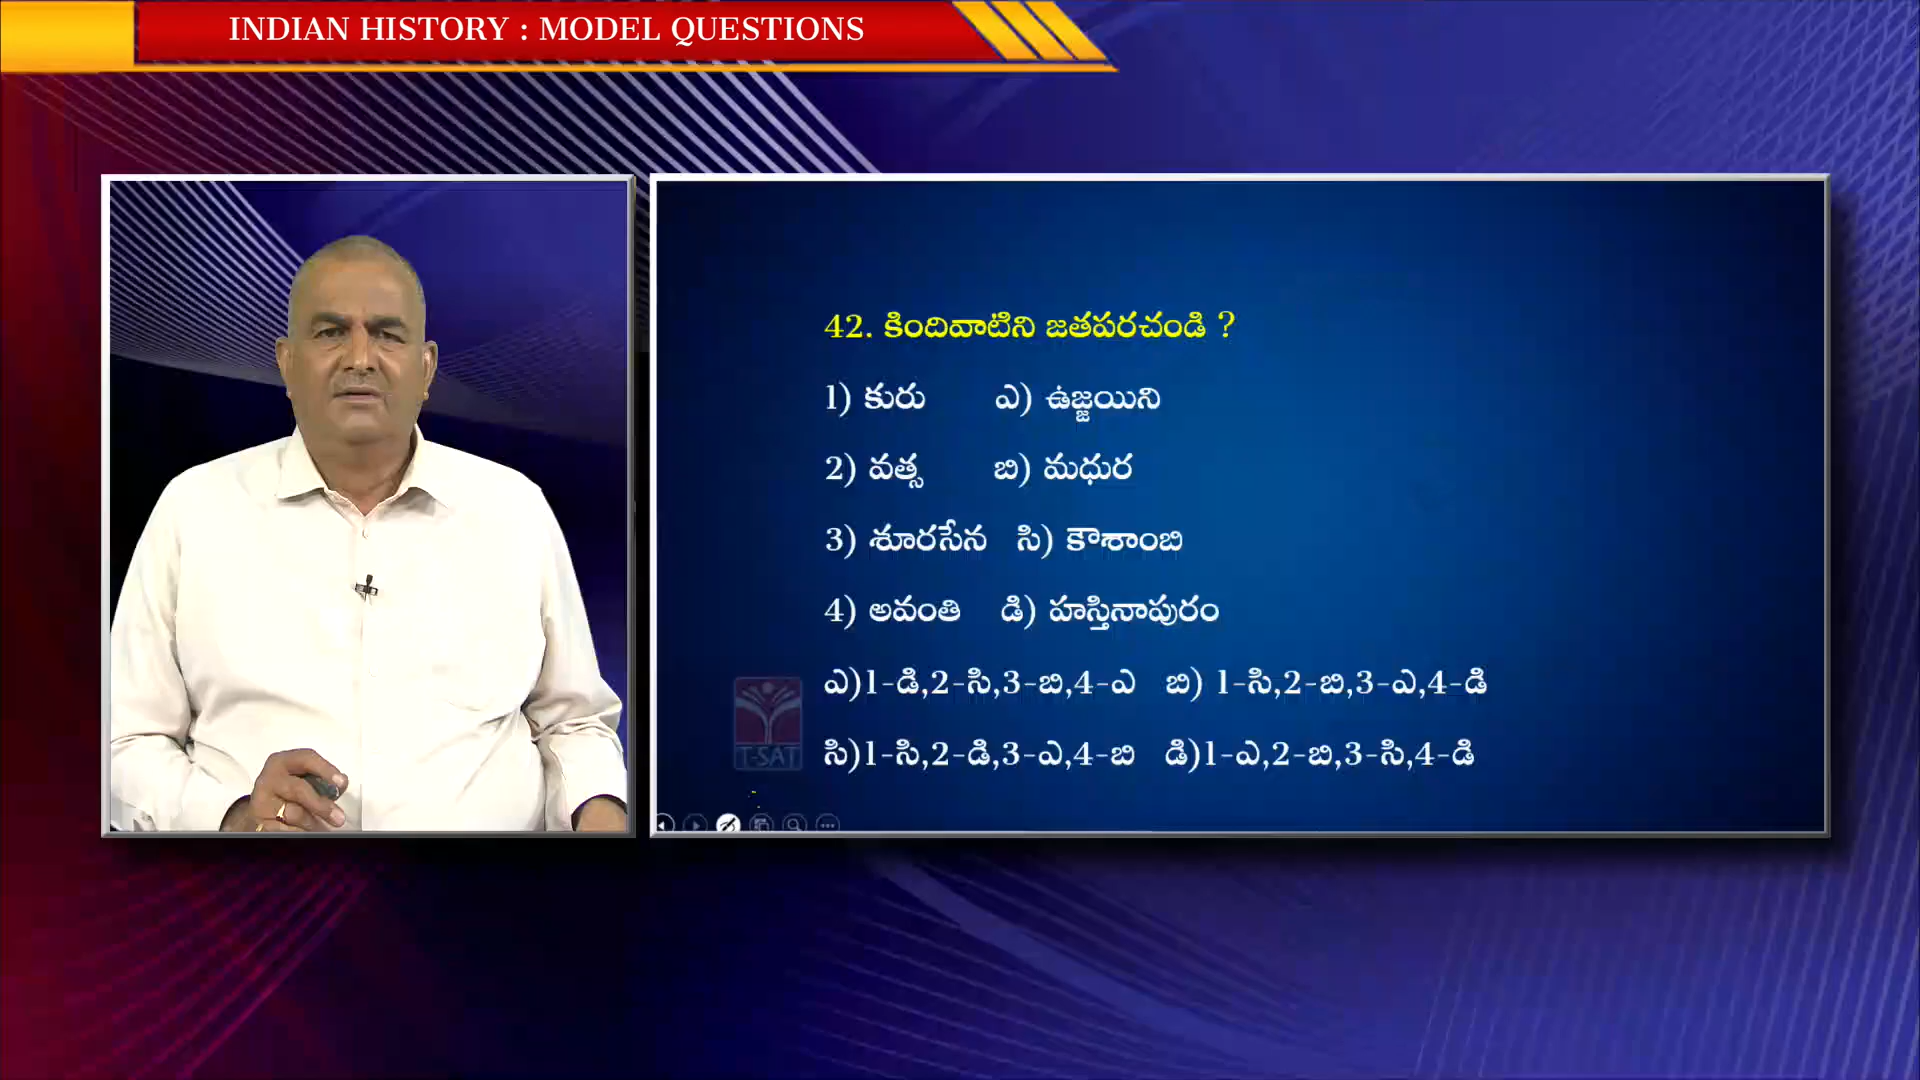 INDIAN HISTORY : MODEL QUESTIONS
42. కిందివాటిని జతపరచండి ?
1) కురు ఎ) ఉజ్జయిని
2) వత్స బి) మధుర
3) శూరసేన సి) కౌశాంబి
4) అవంతి డి) హస్తినాపురం
ఎ)1-డి,2-సి,3-బి,4-ఎ బి) 1-సి,2-బి,3-ఎ,4-డి
సి)1-సి,2-డి,3-ఎ,4-బి డి)1-ఎ,2-బి,3-సి,4-డి
T-SAT